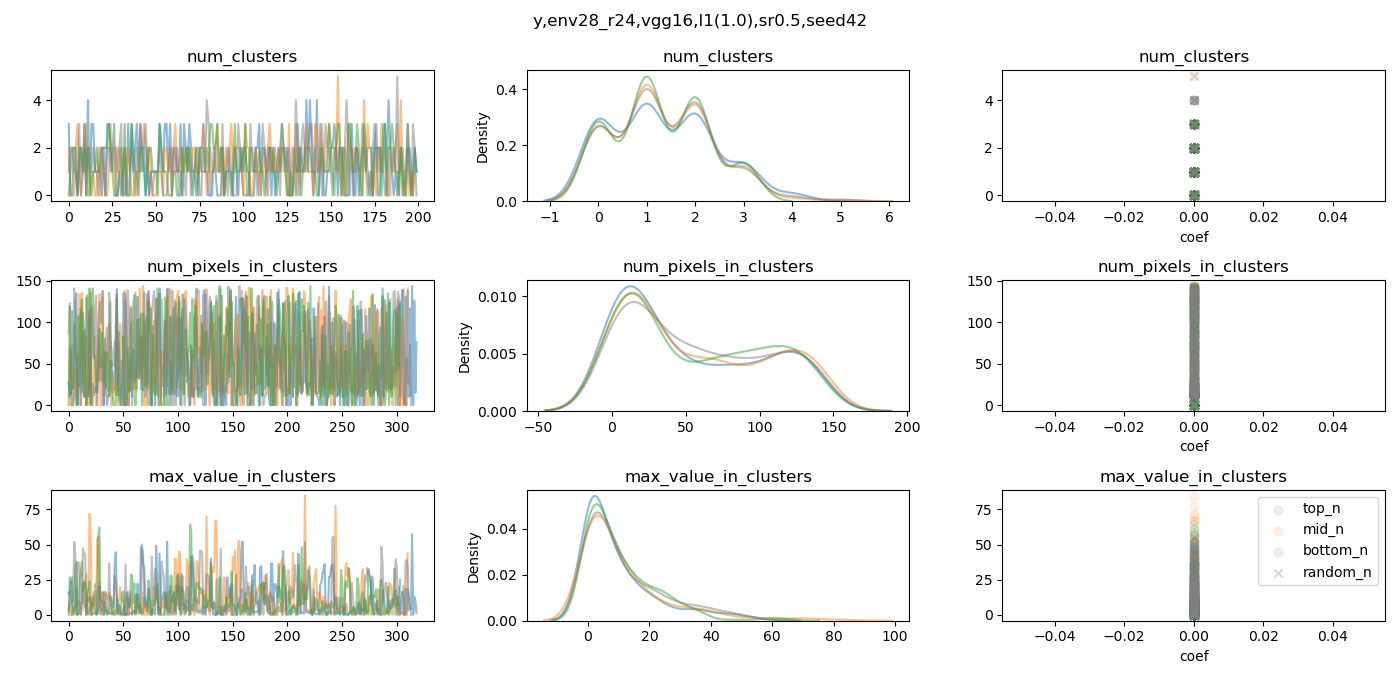 y,env28_r24,vgg16,l1(1.0),sr0.5,seed42
num_clusters
num_clusters
num_clusters
4
2
0
0 25 50 75 100 125 150 175 200
Density
0.4
0.2
0.0
−1 0 1 2 3 4 5 6
4
2
0
−0.04 −0.02 0.00 0.02 0.04
coef
num_pixels_in_clusters
num_pixels_in_clusters
num_pixels_in_clusters
150
100
50
0
0 50 100 150 200 250 300
Density
0.010
0.005
0.000
−50 0 50 100 150 200
150
100
50
0
−0.04 −0.02 0.00 0.02 0.04
coef
max_value_in_clusters
max_value_in_clusters
max_value_in_clusters
75
50
25
0
0 50 100 150 200 250 300
Density
0.04
0.02
0.00
0 20 40 60 80 100
75
50
25
0
top_n
mid_n
bottom_n
random_n
−0.04 −0.02 0.00 0.02 0.04
coef